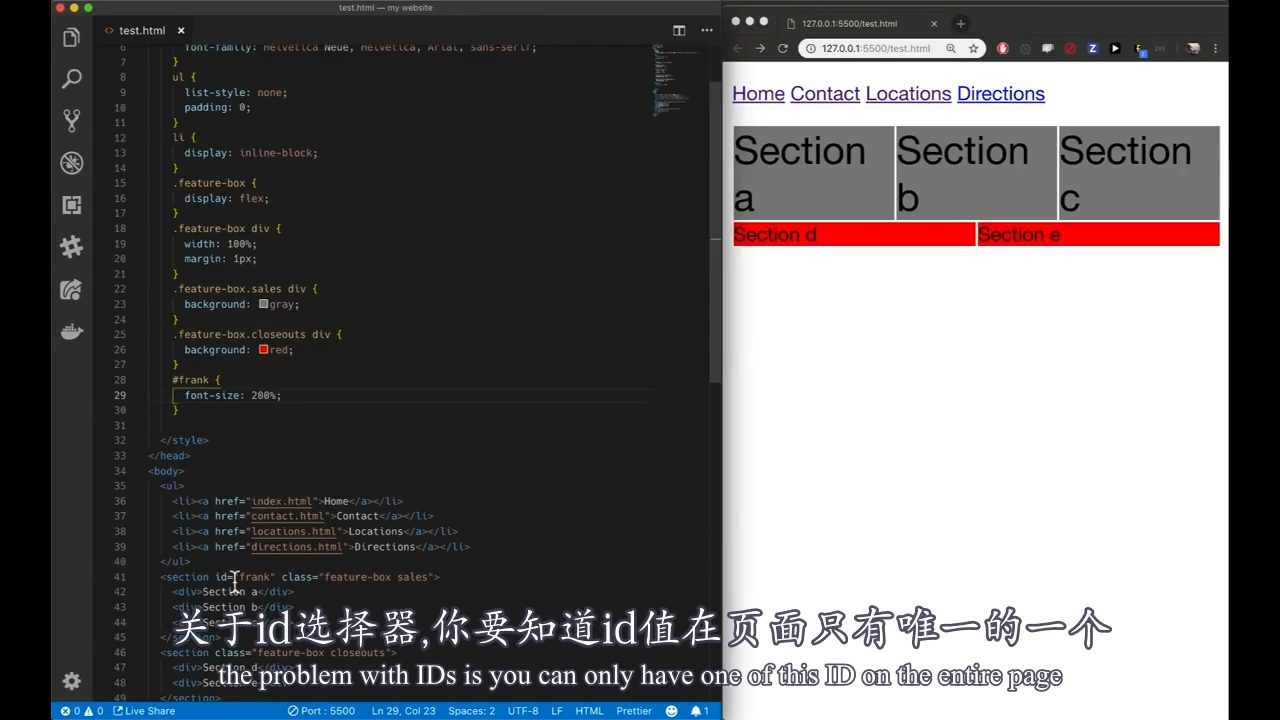 test.html — my website
test.html
6 font-family: Helvetica Neue, Helvetica, Arial, sans-serif;
7 }
8 ul {
9 list-style: none;
10 padding: 0;
11 }
12 li {
13 display: inline-block;
14 }
15 .feature-box {
16 display: flex;
17 }
18 .feature-box div {
19 width: 100%;
20 margin: 1px;
21 }
22 .feature-box.sales div {
23 background: gray;
24 }
25 .feature-box.closeouts div {
26 background: red;
27 }
28 #frank {
29 font-size: 200%;
30 }
31
32 </style>
33 </head>
34 <body>
35 <ul>
36 <li><a href="index.html">Home</a></li>
37 <li><a href="contact.html">Contact</a></li>
38 <li><a href="locations.html">Locations</a></li>
39 <li><a href="directions.html">Directions</a></li>
40 </ul>
41 <section id="frank" class="feature-box sales">
42 <div>Section a</div>
43 <div>Section b</div>
44
45 </section>
46 <section class="feature-box closeouts">
47 <div>Section d</div>
48 <div>Section e
49 </section>
127.0.0.1:5500/test.html
127.0.0.1:5500/test.html
Home Contact Locations Directions
Section a
Section b
Section c
Section d
Section e
关于id选择器,你要知道id值在页面只有唯一的一个
the problem with IDs is you can only have one of this ID on the entire page
0 0 Live Share Port : 5500 Ln 29, Col 23 Spaces: 2 UTF-8 LF HTML Prettier 1